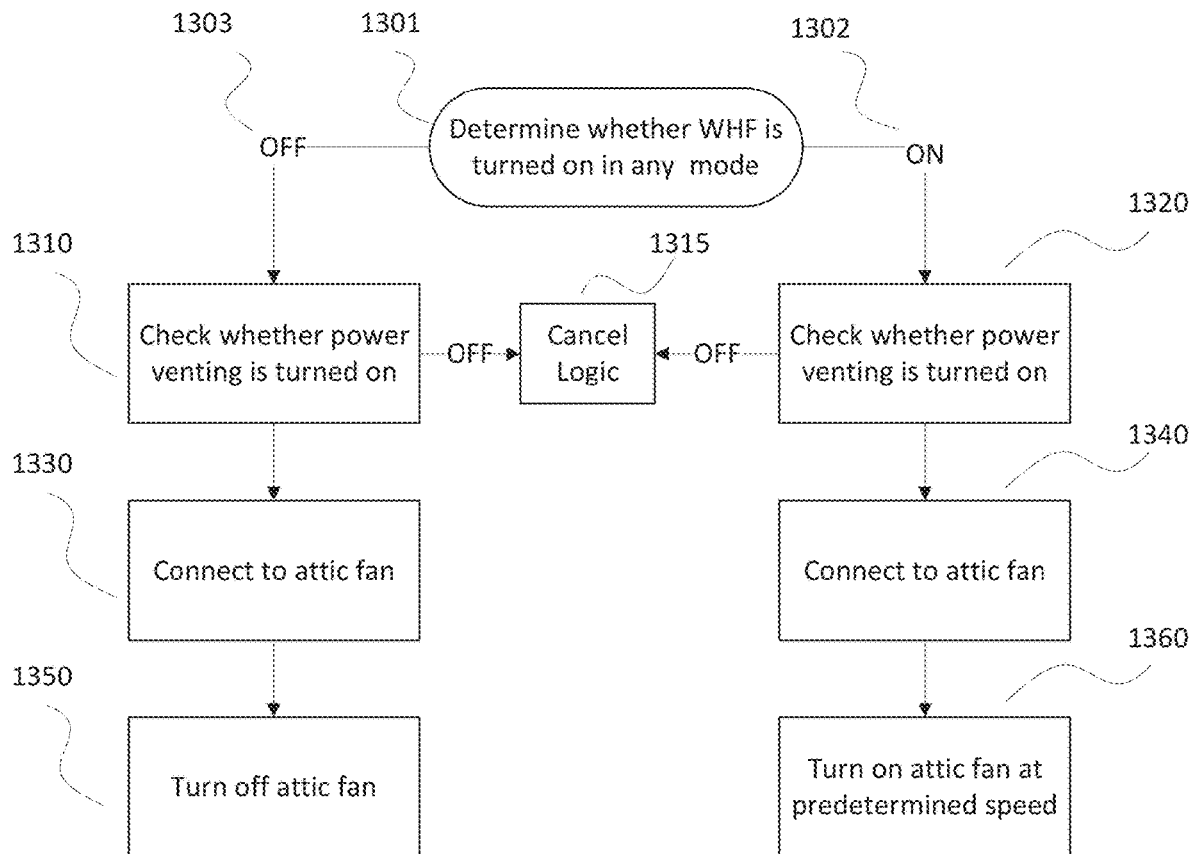 1303
1301
1302
Determine whether WHF is
turned on in any mode
OFF
ON
1310
1315
1320
Check whether power
venting is turned on
OFF
Cancel
Logic
OFF
Check whether power
venting is turned on
1330
1340
Connect to attic fan
Connect to attic fan
1350
1360
Turn off attic fan
Turn on attic fan at
predetermined speed